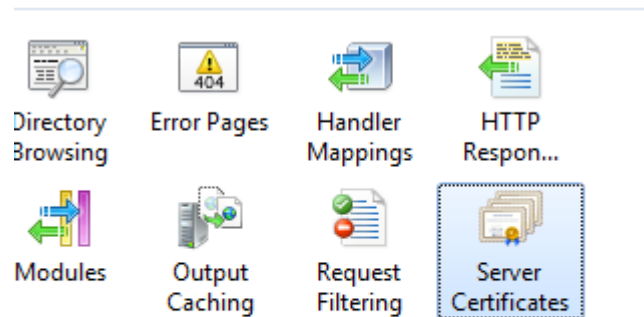 Directory
Browsing
Error Pages
404
Handler
Mappings
HTTP
Respon...
Modules
Output
Caching
Request
Filtering
Server
Certificates